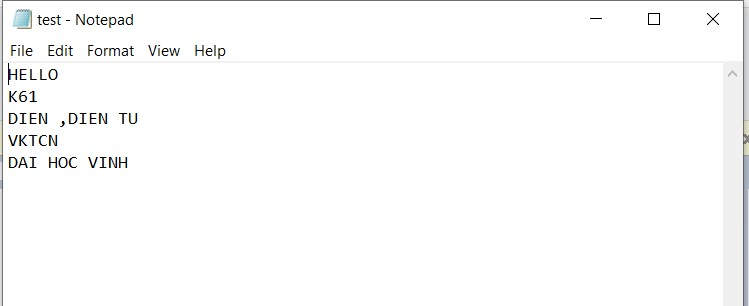 test - Notepad
File Edit Format View Help
HELLO
K61
DIEN ,DIEN TU
VKTCN
DAI HOC VINH